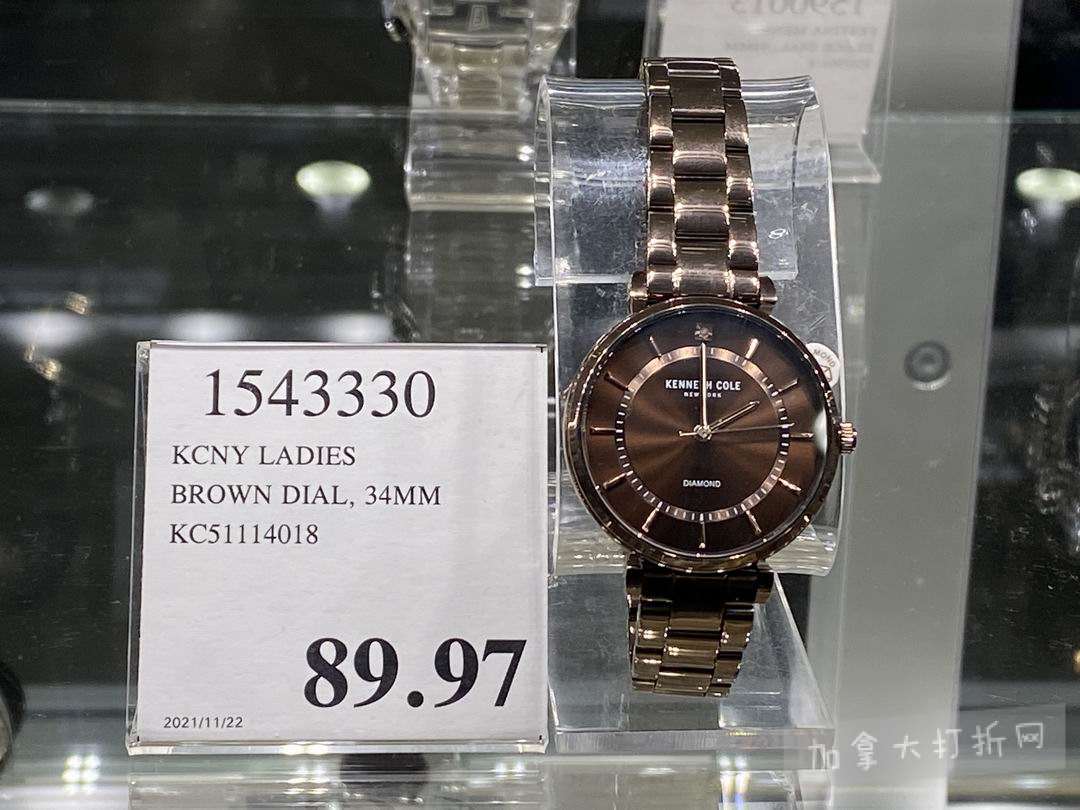 1590015
1543330
KCNY LADIES
BROWN DIAL, 34MM
KC51114018
89.97
2021/11/22
KENNETH COLE
NEW YORK
DIAMOND
加拿大打折网